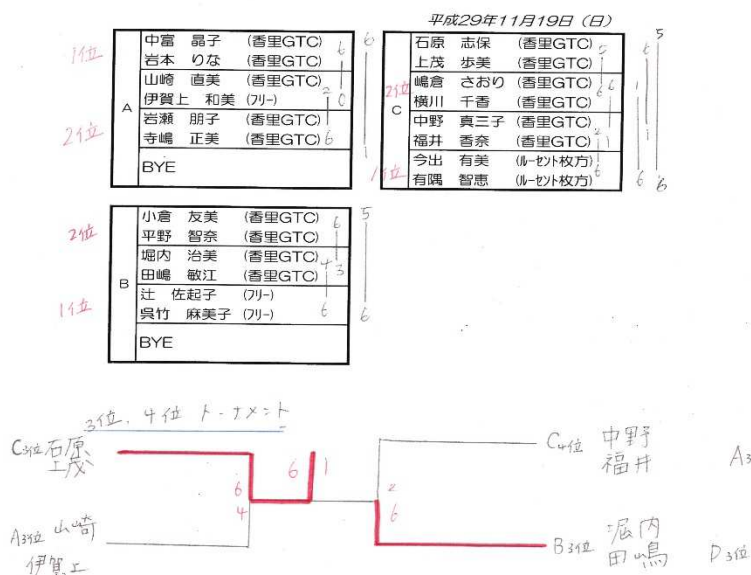 平成29年11月19日（日）
1位
A
中富 晶子 (香里GTC)
岩本 りな (香里GTC)
山崎 直美 (香里GTC)
伊賀上 和美 (フリー)
2位
岩瀬 朋子 (香里GTC)
寺嶋 正美 (香里GTC)
BYE
6
0
2
6
6
1
C
石原 志保 (香里GTC)
上茂 歩美 (香里GTC)
2位
嶋倉 さおり (香里GTC)
横川 千香 (香里GTC)
中野 真三子 (香里GTC)
福井 香奈 (香里GTC)
1位
今出 有美 (ルーセント枚方)
有隅 智恵 (ルーセント枚方)
5
6
6
1
2
6
6
1
1
6
5
6
B
2位
小倉 友美 (香里GTC)
平野 智奈 (香里GTC)
堀内 治美 (香里GTC)
田嶋 敏江 (香里GTC)
1位
辻 佐起子 (フリー)
呉竹 麻美子 (フリー)
BYE
6
3
4
6
5
6
3位、4位 トーナメント
C3位 石原
上茂
A3位 山崎
伊賀上
6
4
6 1
2
6
C4位 中野
福井
B3位 堀内
田嶋
A3
D3位